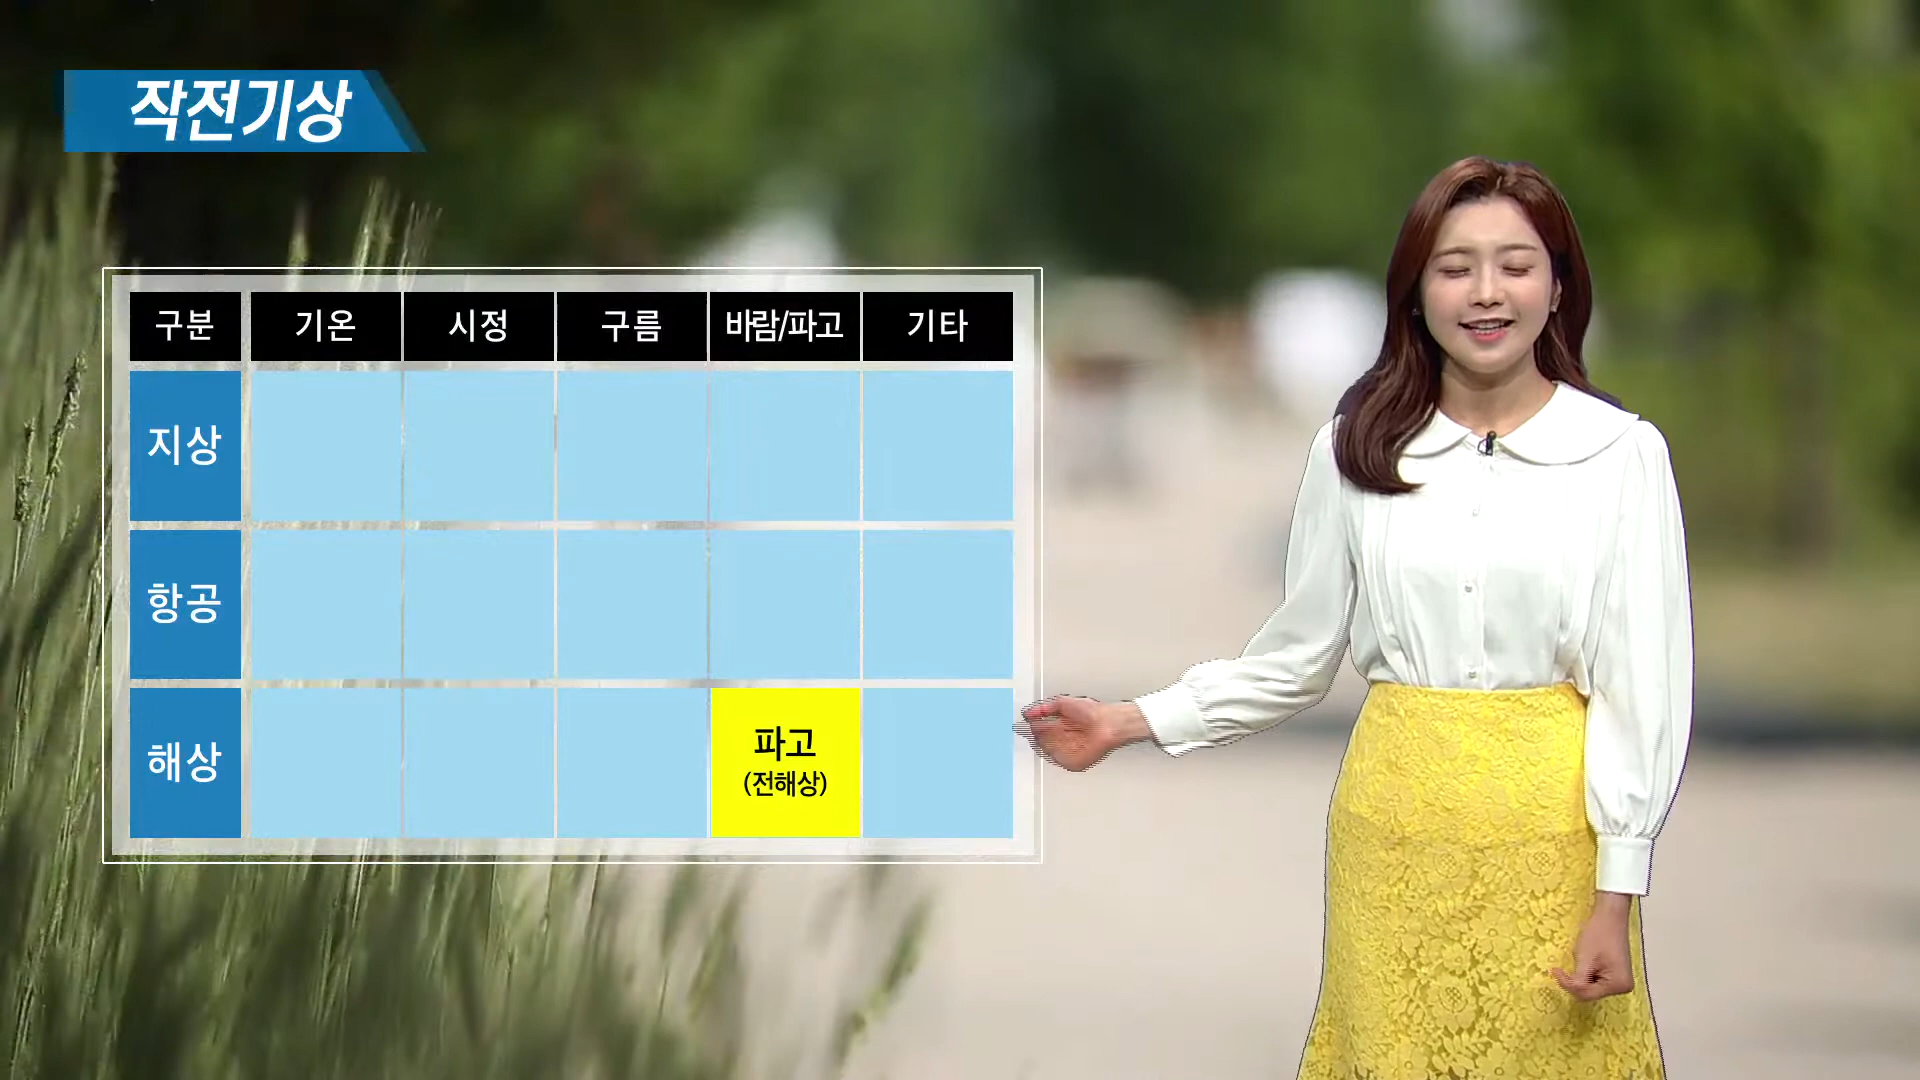 작전기상
구분 기온 시정 구름 바람/파고 기타
지상
항공
해상 파고
(전해상)